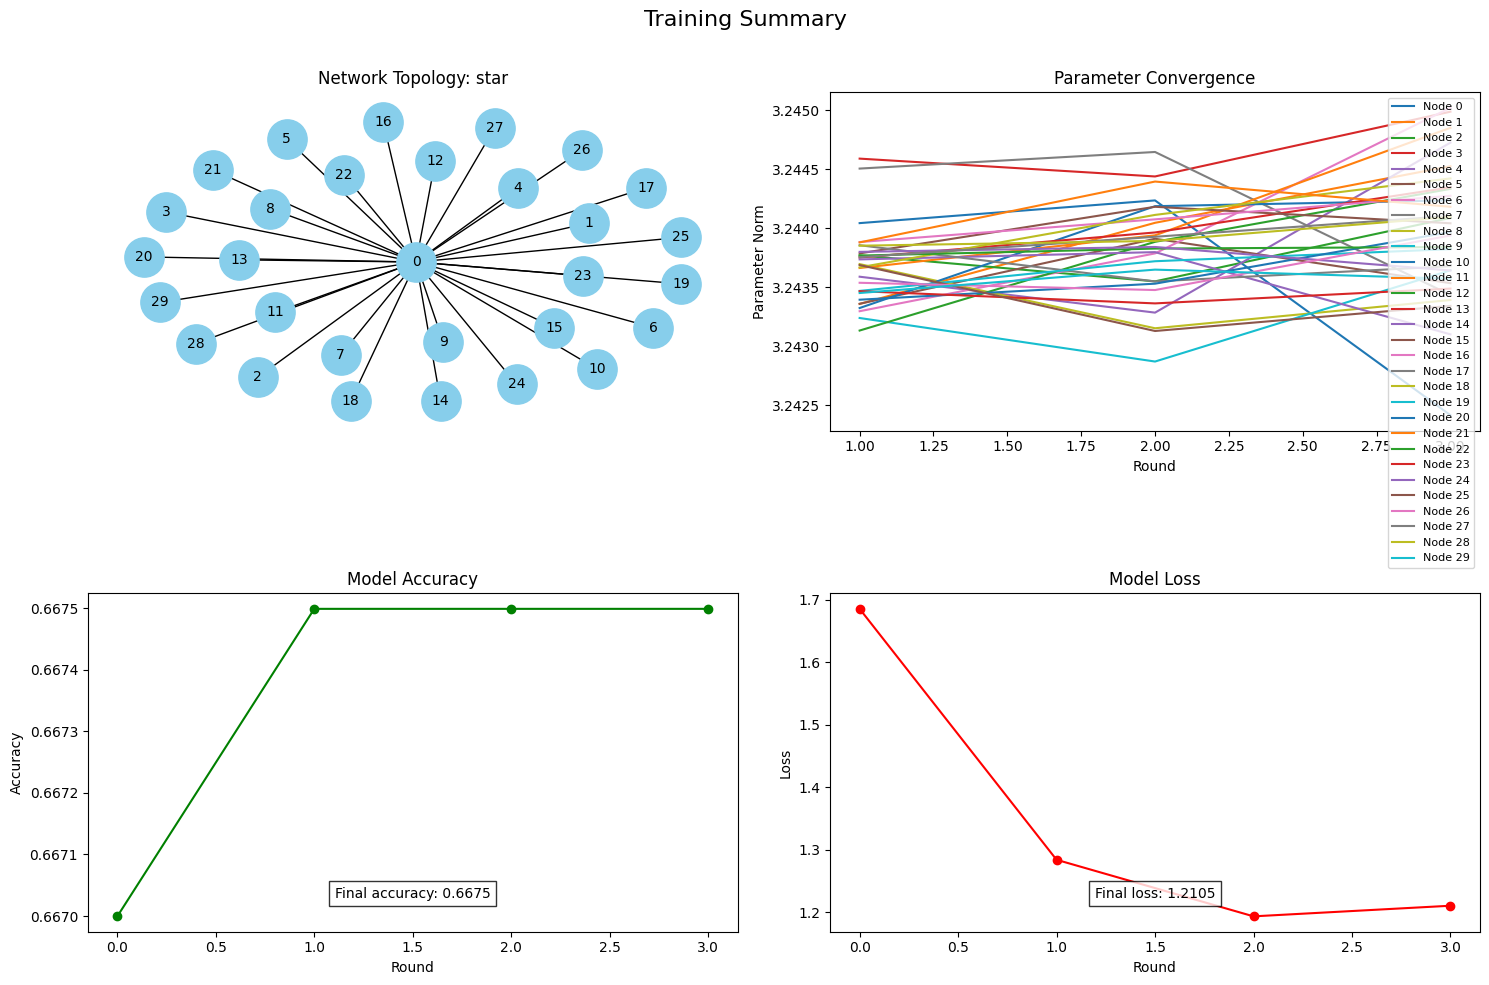 Training Summary
Network Topology: star
16
27
5
26
12
21
22
4
17
8
3
1
25
20
13
0
23
19
29
11
6
15
28
9
7
10
2
24
18
14
Parameter Convergence
Parameter Norm
3.2450
3.2445
3.2440
3.2435
3.2430
3.2425
1.00
1.25
1.50
1.75
2.00
2.25
2.50
2.75
3.00
Round
Node 0
Node 1
Node 2
Node 3
Node 4
Node 5
Node 6
Node 7
Node 8
Node 9
Node 10
Node 11
Node 12
Node 13
Node 14
Node 15
Node 16
Node 17
Node 18
Node 19
Node 20
Node 21
Node 22
Node 23
Node 24
Node 25
Node 26
Node 27
Node 28
Node 29
Model Accuracy
Accuracy
0.6675
0.6674
0.6673
0.6672
0.6671
0.6670
Final accuracy: 0.6675
0.0
0.5
1.0
1.5
2.0
2.5
3.0
Round
Model Loss
Loss
1.7
1.6
1.5
1.4
1.3
1.2
Final loss: 1.2105
0.0
0.5
1.0
1.5
2.0
2.5
3.0
Round